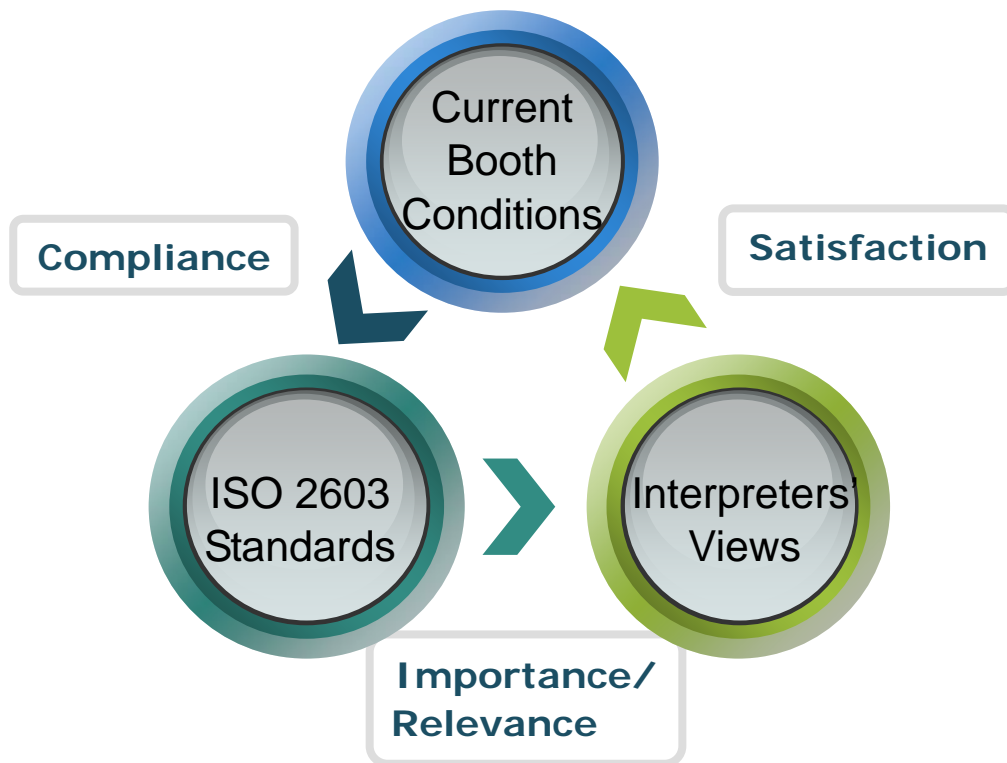 Current
Booth
Conditions
Compliance
Satisfaction
ISO 2603
Standards
Interpreters'
Views
Importance/
Relevance